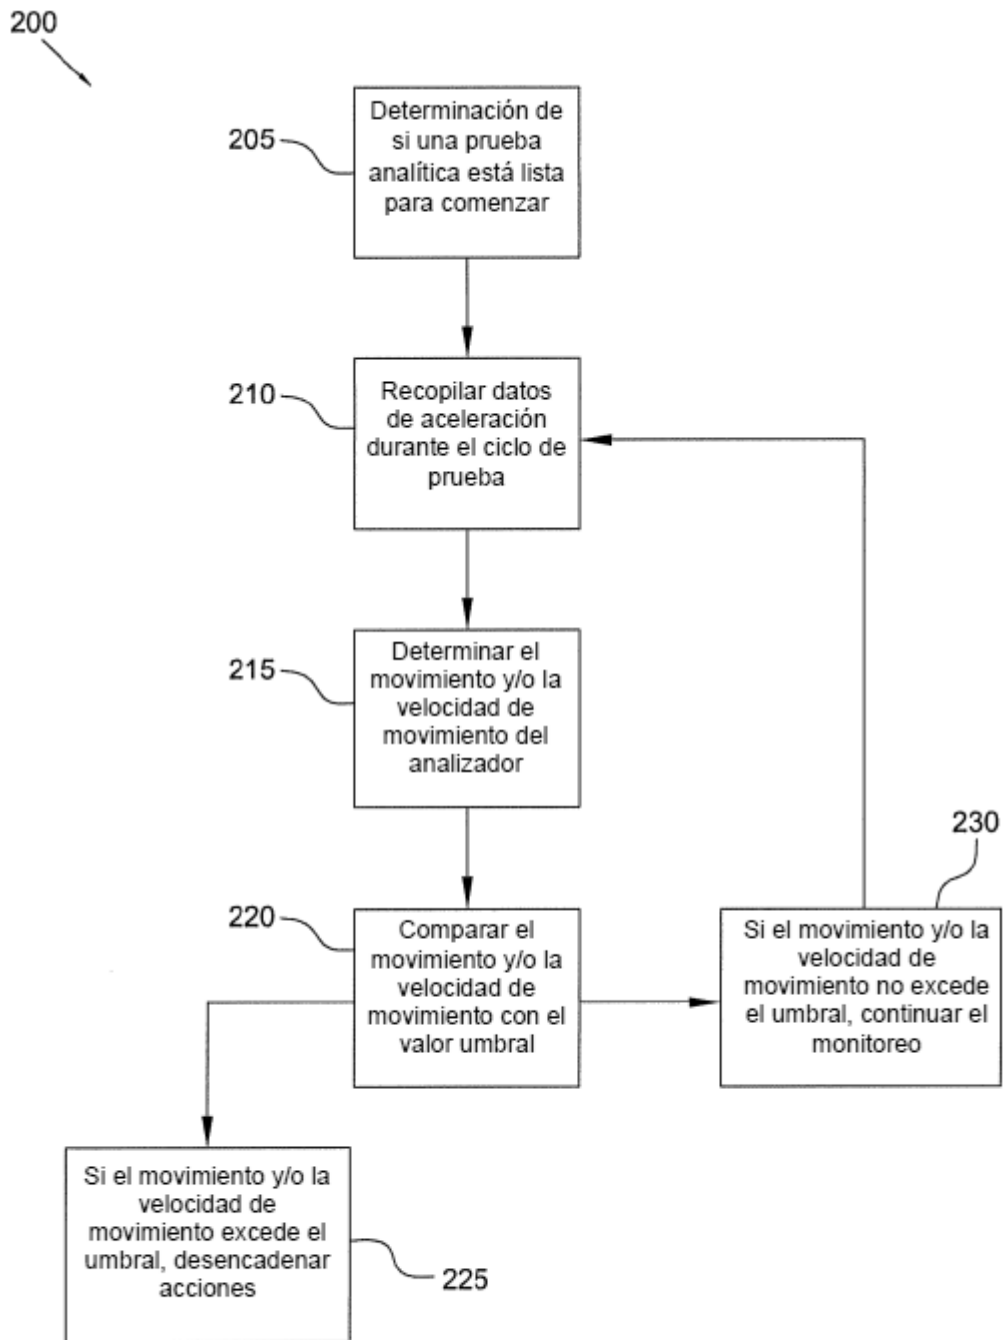 200
205
Determinación de
si una prueba
analítica está lista
para comenzar
210
Recopilar datos
de aceleración
durante el ciclo de
prueba
215
Determinar el
movimiento y/o la
velocidad de
movimiento del
analizador
220
Comparar el
movimiento y/o la
velocidad de
movimiento con el
valor umbral
230
Si el movimiento y/o la
velocidad de
movimiento no excede
el umbral, continuar el
monitoreo
Si el movimiento y/o la
velocidad de
movimiento excede el
umbral, desencadenar
acciones
225